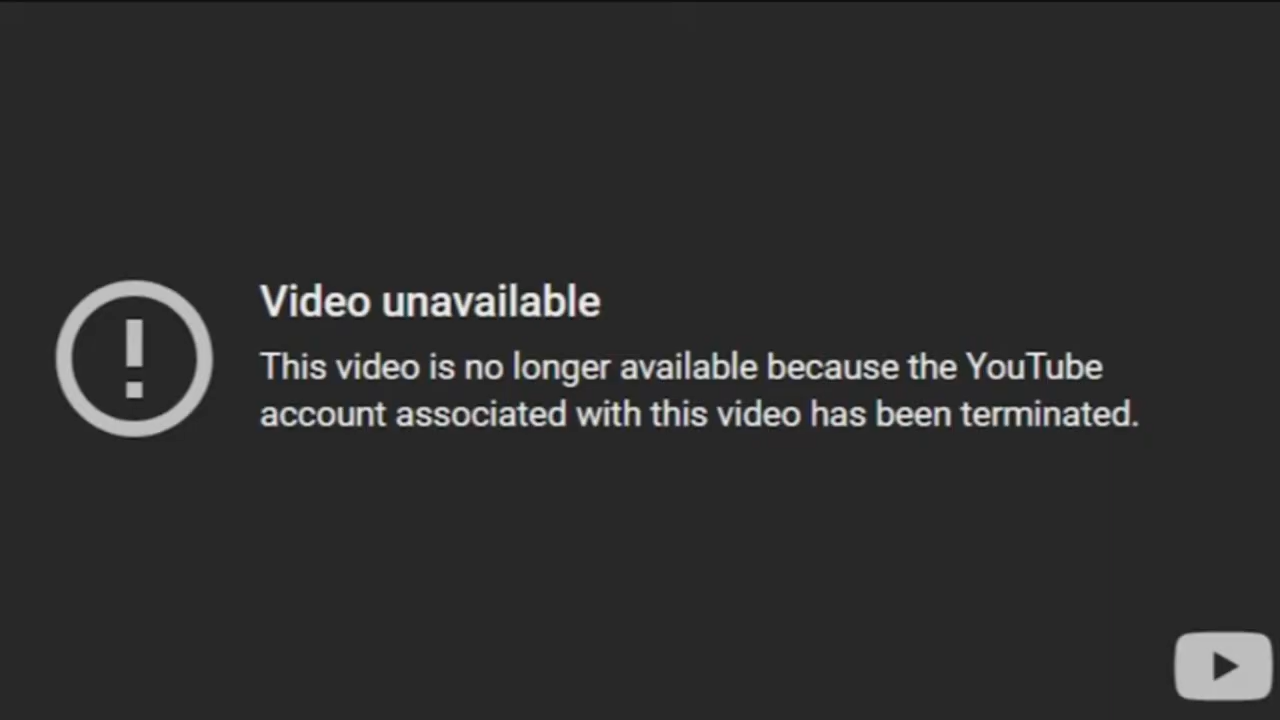 Video unavailable
This video is no longer available because the YouTube
account associated with this video has been terminated.